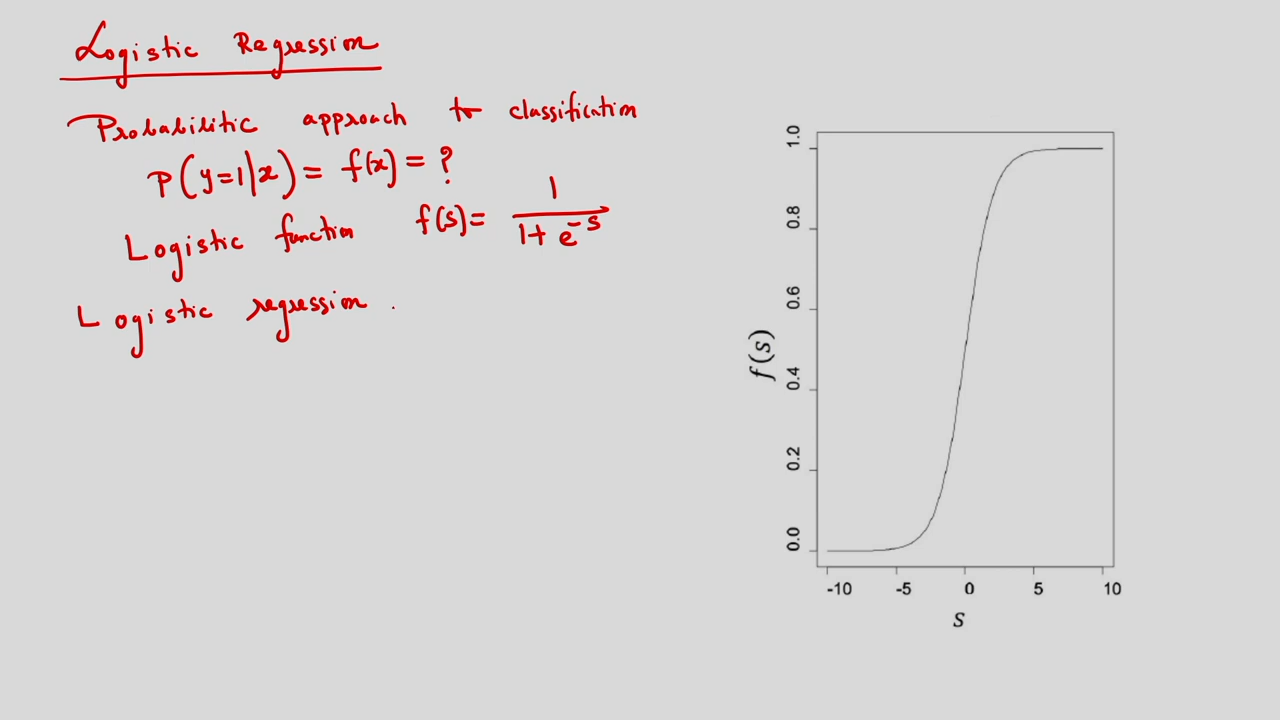 Logistic Regression
Probabilitic approach to classification
P(y=1|x) = f(x) = ?
Logistic function f(s) = 1 / 1 + e^-s
Logistic regression .
1.0
0.8
0.6
0.4
0.2
0.0
f(s)
-10 -5 0 5 10
s